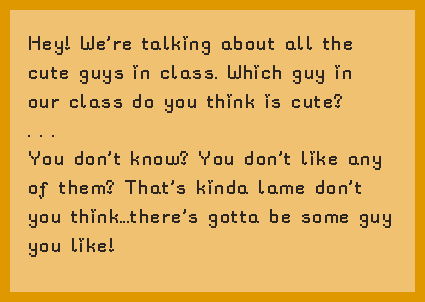 Hey! We're talking about all the
cute guys in class. Which guy in
our class do you think is cute?
. . .
You don't know? You don't like any
of them? That's kinda lame don't
you think...there's gotta be some guy
you like!